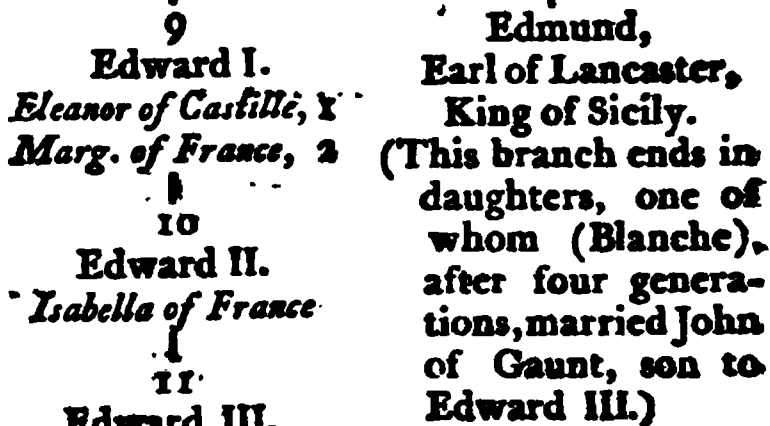 9
Edward I.
Eleanor of Castille, 1
Marg. of France, 2
10
Edward II.
Isabella of France
11
Edward III.
Edmund,
Earl of Lancaster,
King of Sicily.
(This branch ends in
daughters, one of
whom (Blanche),
after four genera-
tions, married John
of Gaunt, son to
Edward III.)